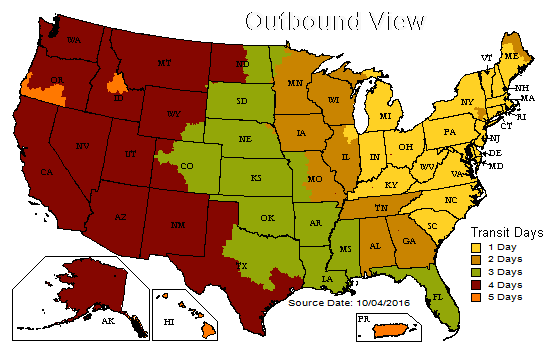 Outbound View
WA
MT
ND
OR
ID
MN
ME
VT
NH
MA
RI
CT
NY
WI
SD
WY
MI
IA
NE
PA
NJ
DE
MD
NV
UT
CO
IL
IN
OH
WV
VA
CA
KS
MO
KY
NC
TN
AZ
NM
OK
AR
SC
MS
AL
GA
TX
LA
FL
AK
HI
PR
Transit Days
1 Day
2 Days
3 Days
4 Days
5 Days
Source Date: 10/04/2016